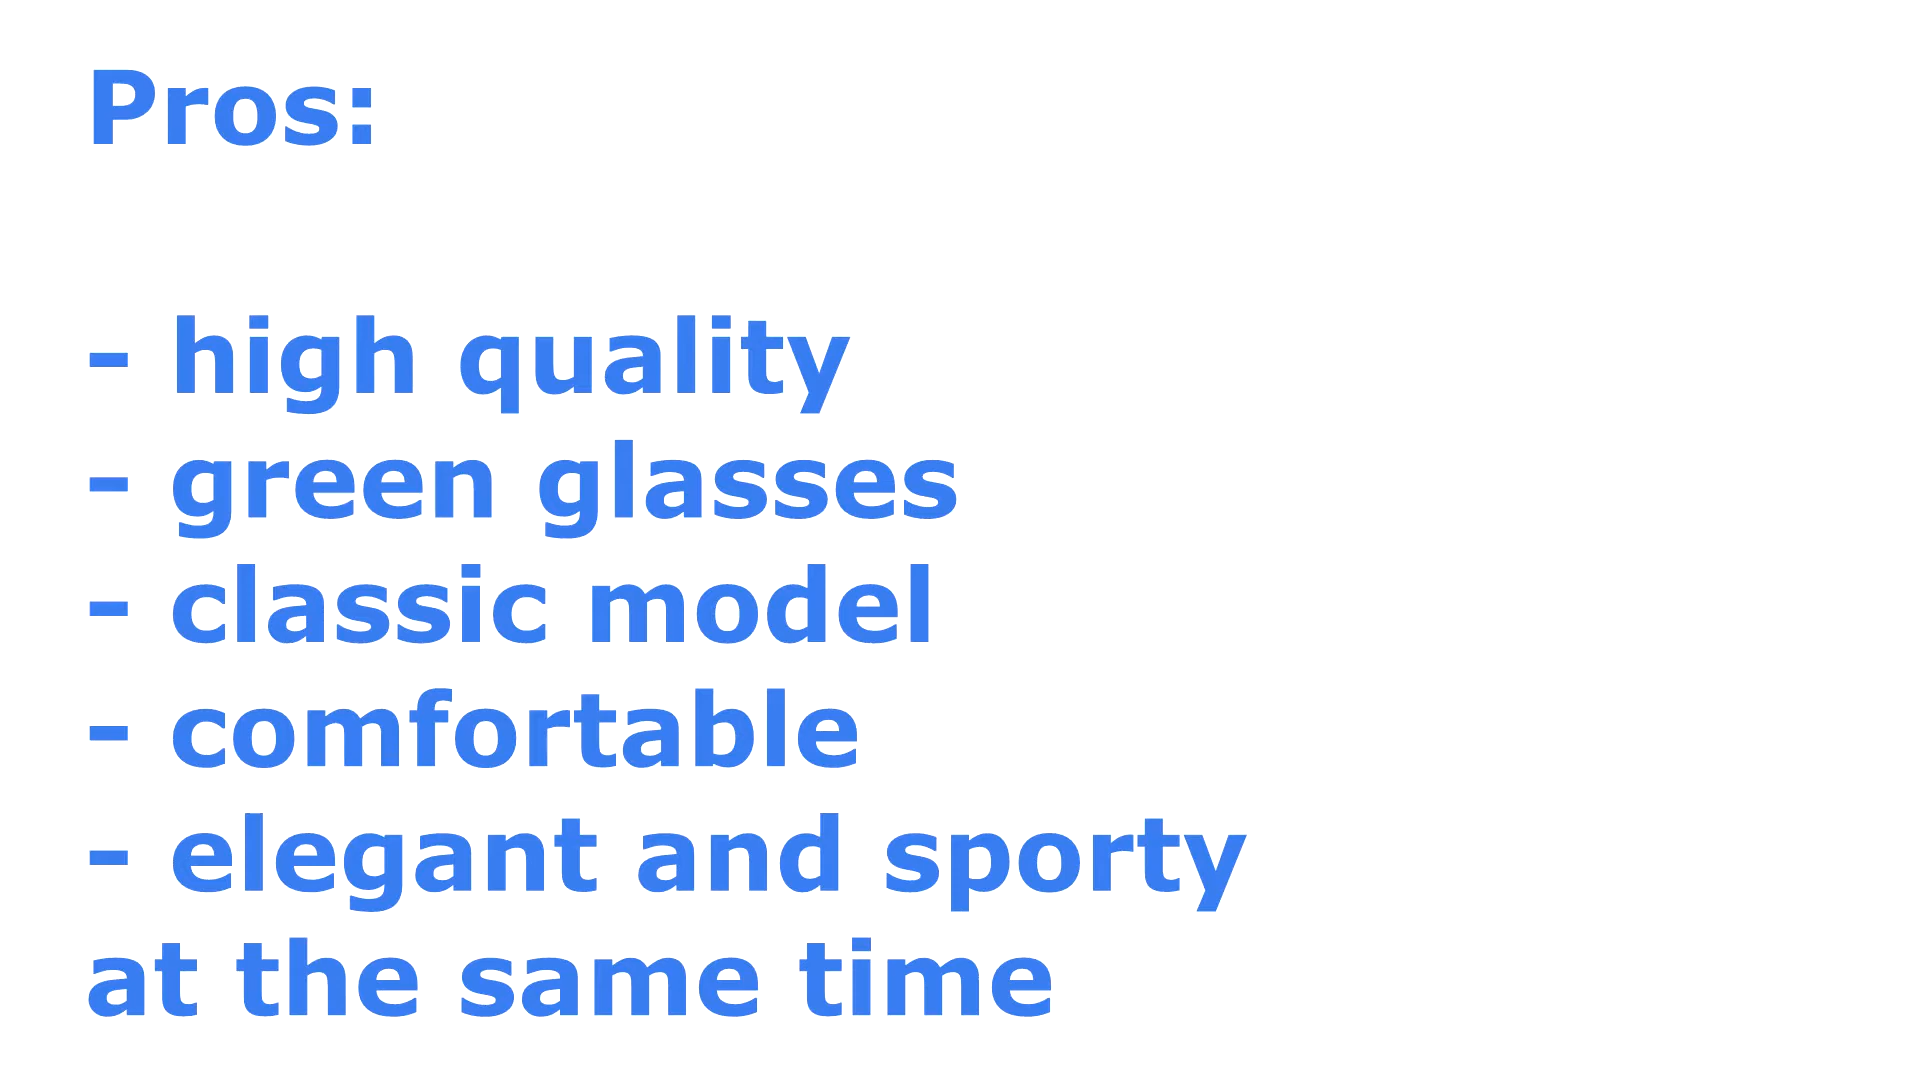 Pros:
- high quality
- green glasses
- classic model
- comfortable
- elegant and sporty
at the same time